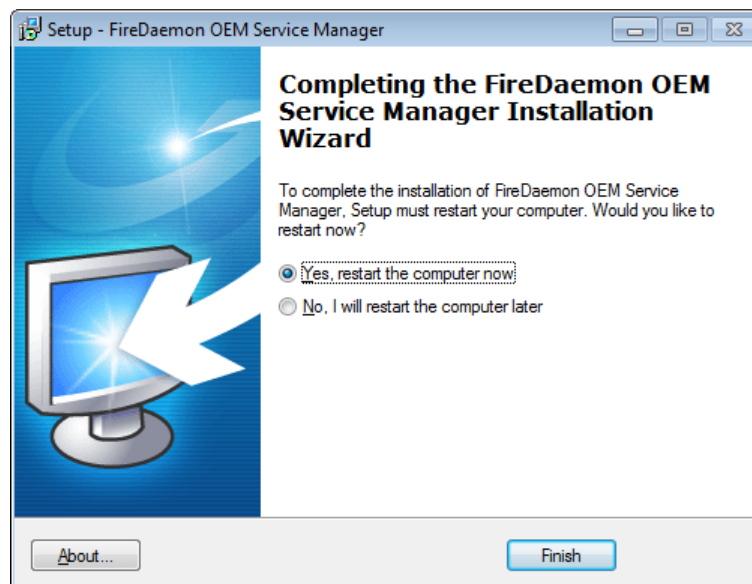 Setup - FireDaemon OEM Service Manager
Completing the FireDaemon OEM
Service Manager Installation
Wizard
To complete the installation of FireDaemon OEM Service
Manager, Setup must restart your computer. Would you like to
restart now?
Yes, restart the computer now
No, I will restart the computer later
About...
Finish